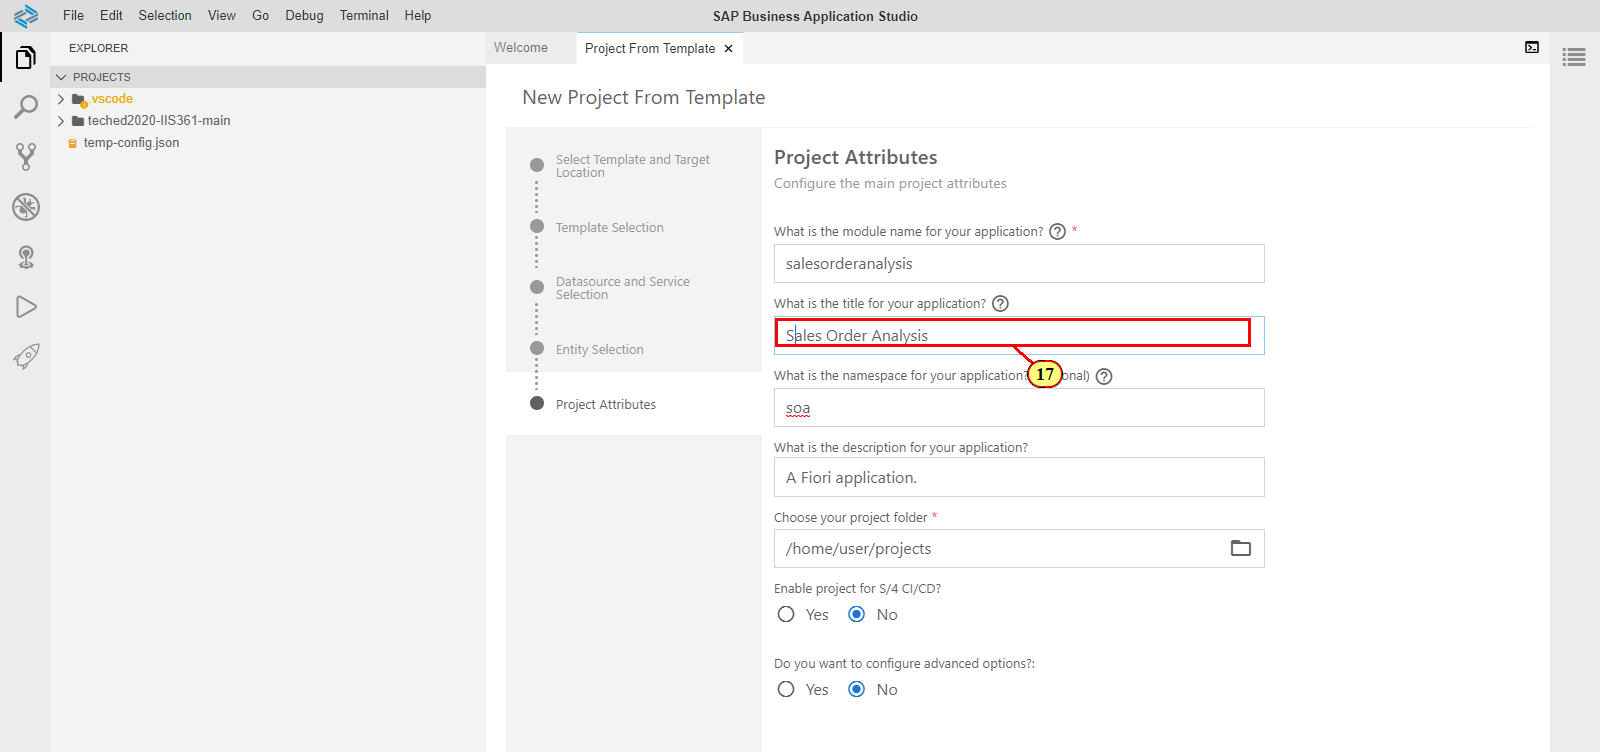 File Edit Selection View Go Debug Terminal Help
SAP Business Application Studio
EXPLORER
PROJECTS
.vscode
teched2020-IIS361-main
temp-config.json
Welcome
Project From Template ×
New Project From Template
Select Template and Target
Location
Template Selection
Datasource and Service
Selection
Entity Selection
Project Attributes
Project Attributes
Configure the main project attributes
What is the module name for your application? ? *
salesorderanalysis
What is the title for your application? ?
Sales Order Analysis
17
What is the namespace for your application? onal) ?
soa
What is the description for your application?
A Fiori application.
Choose your project folder *
/home/user/projects
Enable project for S/4 CI/CD?
Yes No
Do you want to configure advanced options?:
Yes No